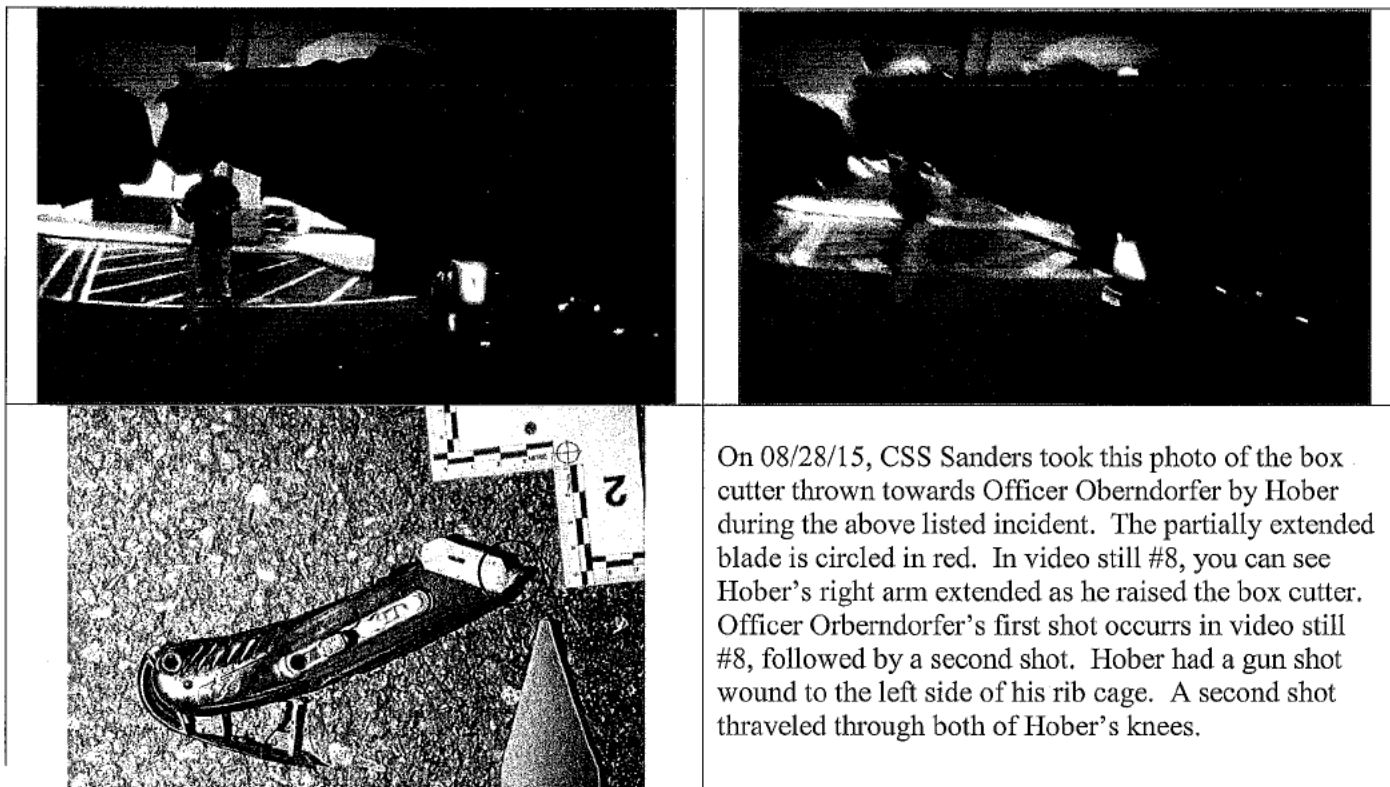 2
On 08/28/15, CSS Sanders took this photo of the box
cutter thrown towards Officer Oberndorfer by Hober
during the above listed incident.  The partially extended
blade is circled in red.  In video still #8, you can see
Hober's right arm extended as he raised the box cutter.
Officer Orberndorfer's first shot occurrs in video still
#8, followed by a second shot.  Hober had a gun shot
wound to the left side of his rib cage.  A second shot
thraveled through both of Hober's knees.